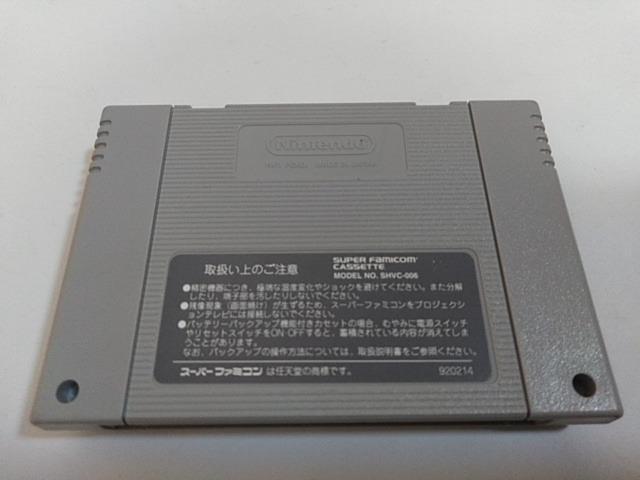 Nintendo
PAT. PEND. MADE IN JAPAN
取扱い上のご注意
SUPER FAMICOM
CASSETTE
MODEL NO. SHVC-006
●精密機器につき、極端な温度変化やショックを避けてください。また分解
したり、端子部を汚したりしないでください。
●残像現象（画面焼け）が生ずるため、スーパーファミコンをプロジェクシ
ョンテレビには接続しないでください。
●バッテリーバックアップ機能付きカセットの場合、むやみに電源スイッチ
やリセットスイッチをON OFFすると、蓄積されている内容が消えてしま
うことがあります。
なお、バックアップの操作方法については、取扱説明書をご参照ください。
スーパーファミコンは任天堂の商標です。
920214